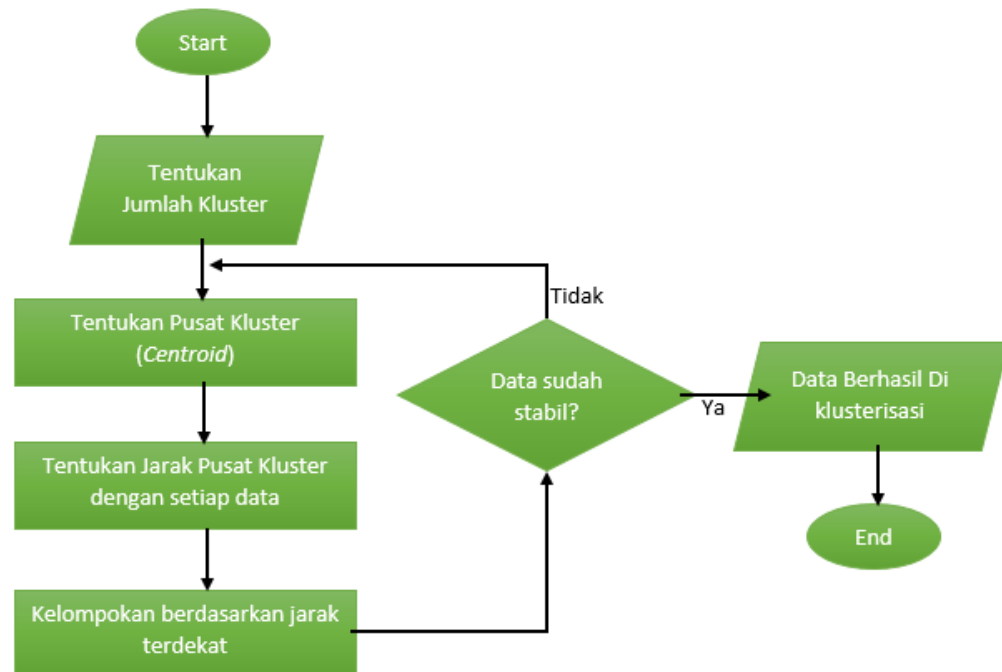 Start
Tentukan
Jumlah Kluster
Tentukan Pusat Kluster
(Centroid)
Tentukan Jarak Pusat Kluster
dengan setiap data
Kelompokan berdasarkan jarak
terdekat
Data sudah
stabil?
Tidak
Ya
Data Berhasil Di
klusterisasi
End